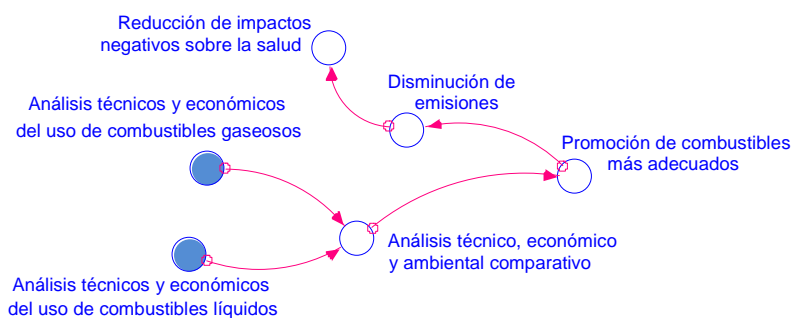 Reducción de impactos
negativos sobre la salud
Disminución de
emisiones
Análisis técnicos y económicos
del uso de combustibles gaseosos
Promoción de combustibles
más adecuados
Análisis técnico, económico
y ambiental comparativo
Análisis técnicos y económicos
del uso de combustibles líquidos